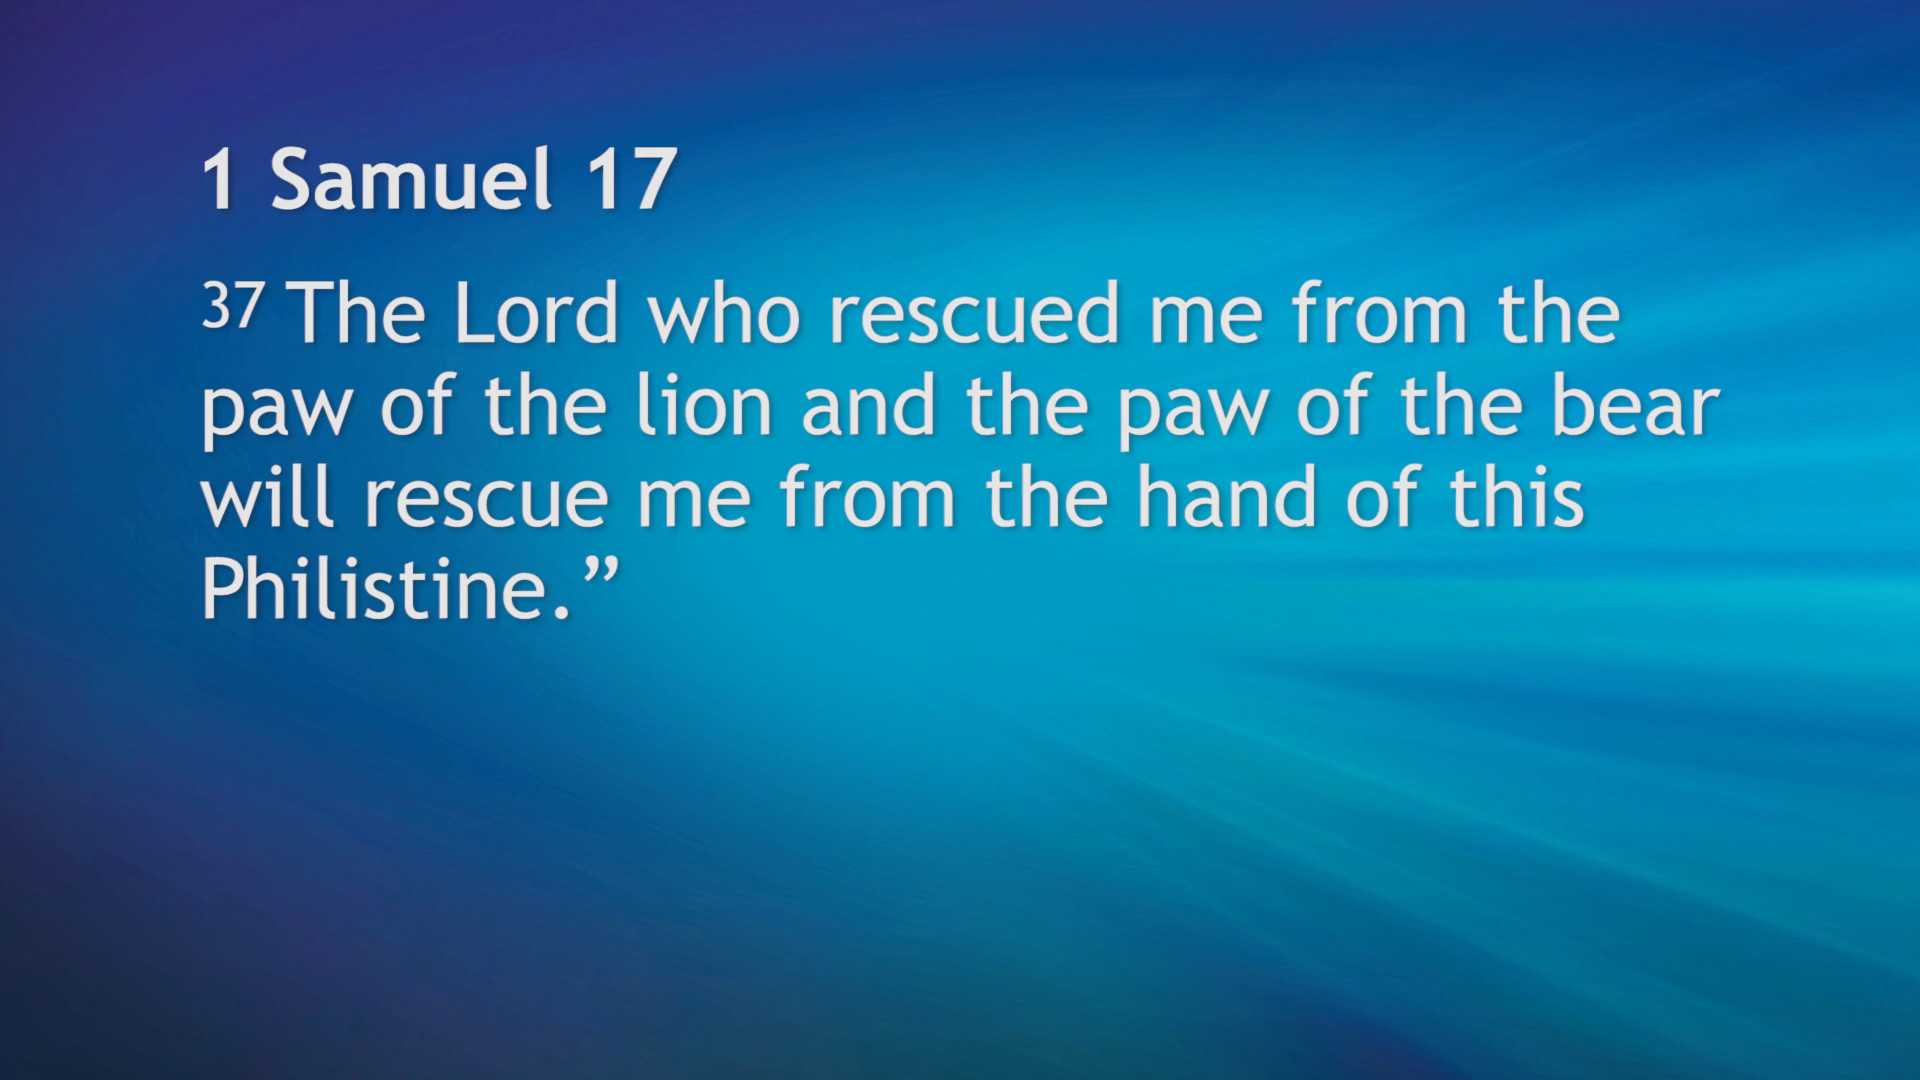 1 Samuel 17
37 The Lord who rescued me from the
paw of the lion and the paw of the bear
will rescue me from the hand of this
Philistine.”